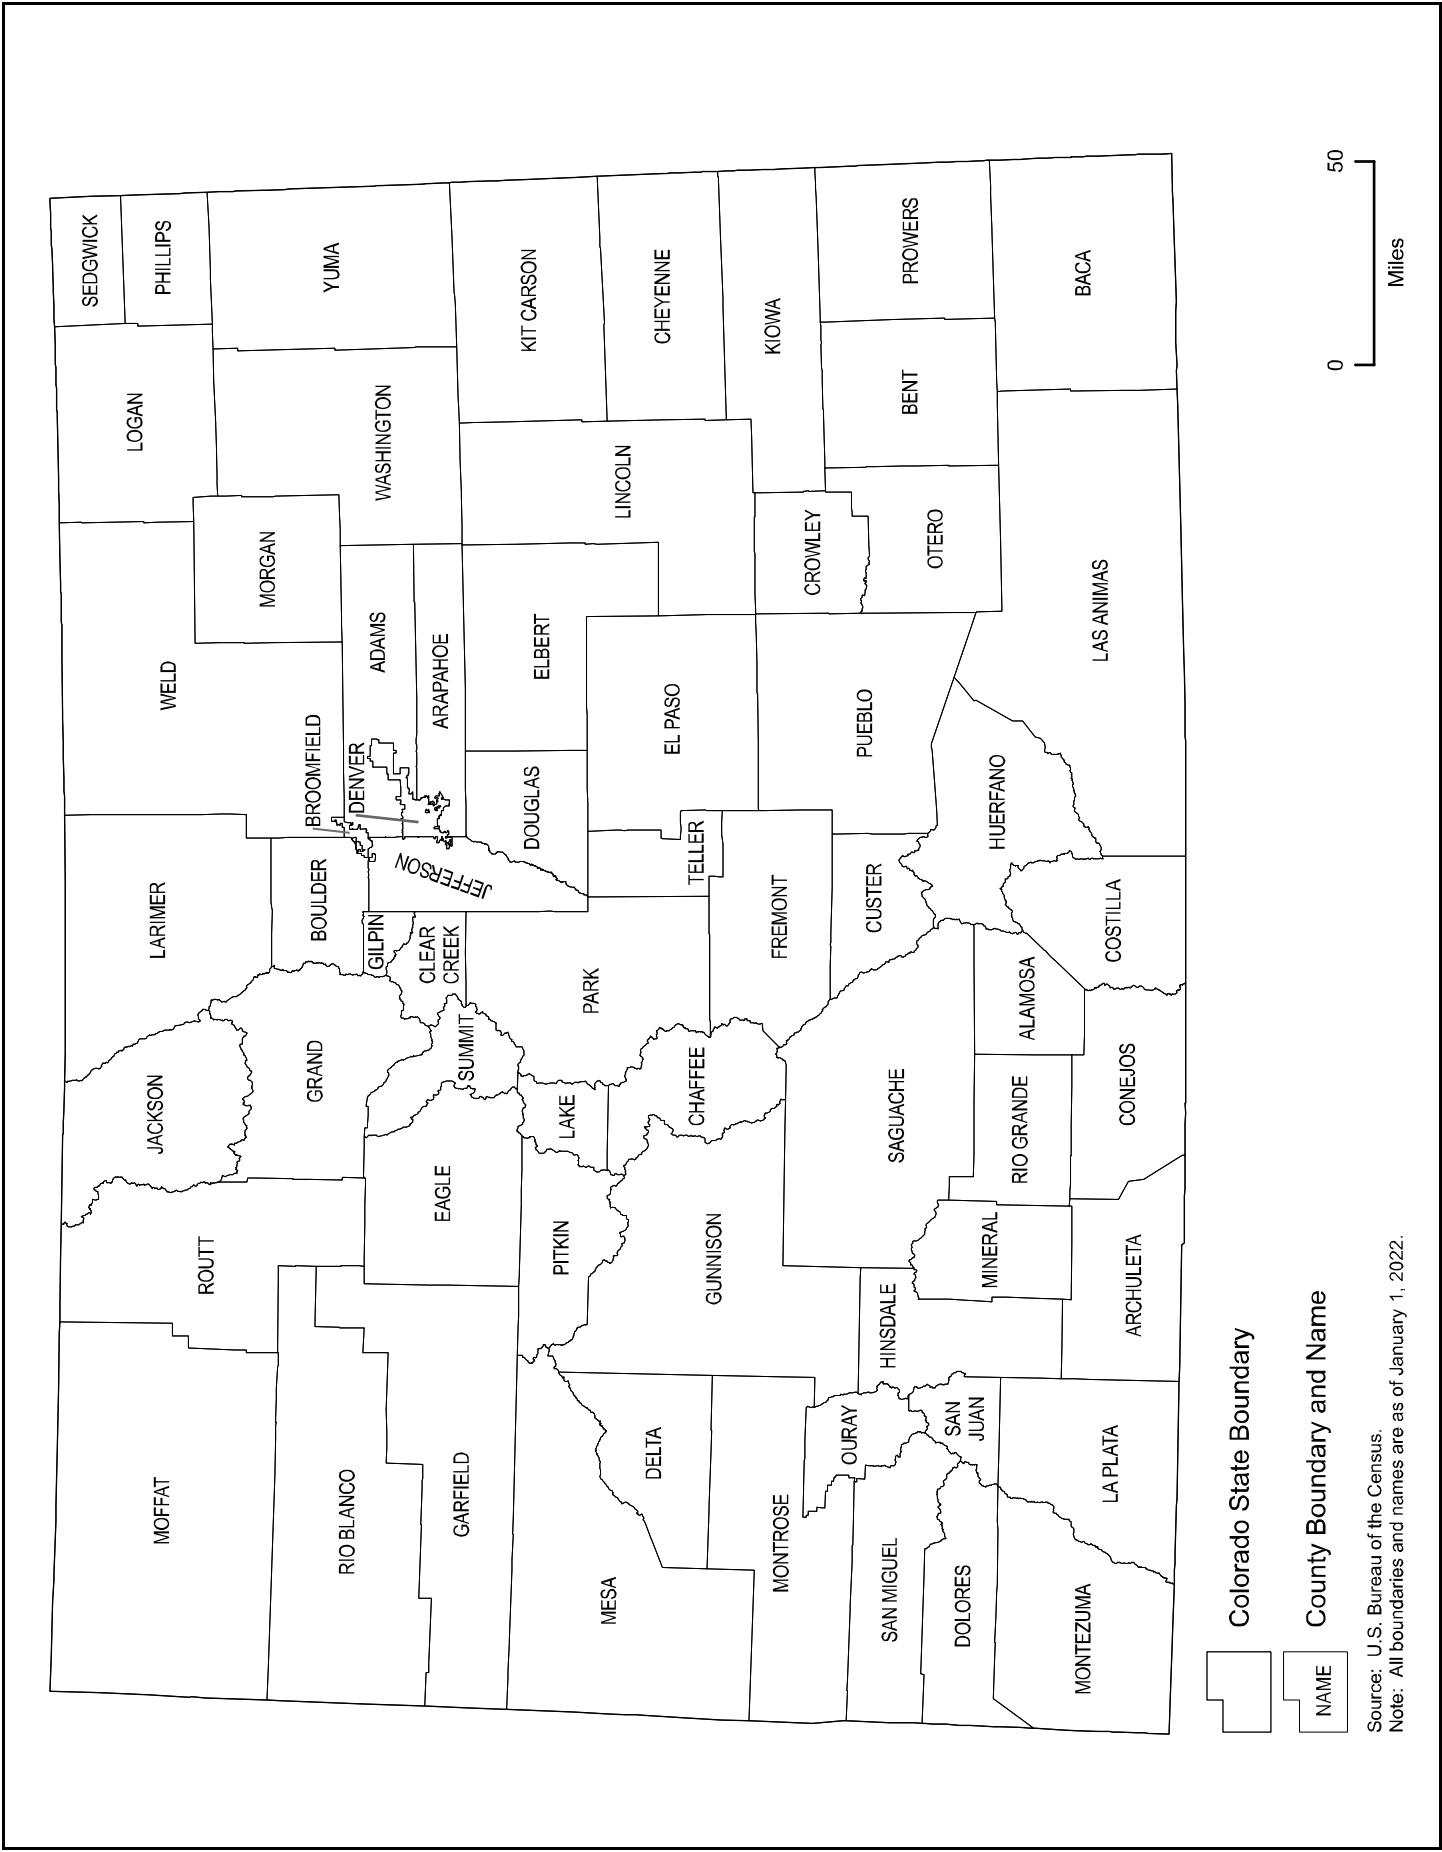 SEDGWICK
PHILLIPS
LOGAN
YUMA
WASHINGTON
MORGAN
WELD
LARIMER
JACKSON
ROUTT
MOFFAT
RIO BLANCO
GRAND
BOULDER
BROOMFIELD
GILPIN
ADAMS
DENVER
ARAPAHOE
JEFFERSON
CLEAR
CREEK
SUMMIT
EAGLE
GARFIELD
KIT CARSON
LINCOLN
ELBERT
DOUGLAS
PARK
LAKE
PITKIN
MESA
DELTA
GUNNISON
CHAFFEE
TELLER
EL PASO
CHEYENNE
KIOWA
CROWLEY
PUEBLO
FREMONT
CUSTER
SAGUACHE
HINSDALE
OURAY
MONTROSE
SAN MIGUEL
DOLORES
SAN
JUAN
MINERAL
RIO GRANDE
ALAMOSA
HUERFANO
OTERO
BENT
PROWERS
BACA
LAS ANIMAS
COSTILLA
CONEJOS
ARCHULETA
LA PLATA
MONTEZUMA
Colorado State Boundary
NAME
County Boundary and Name
Source: U.S. Bureau of the Census.
Note: All boundaries and names are as of January 1, 2022.
0 50
Miles